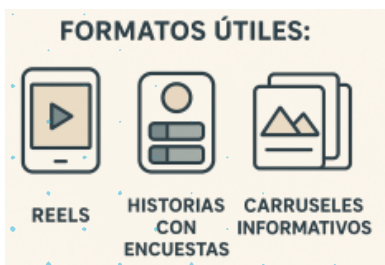 FORMATOS ÚTILES:
REELS
HISTORIAS
CON
ENCUESTAS
CARRUSELES
INFORMATIVOS